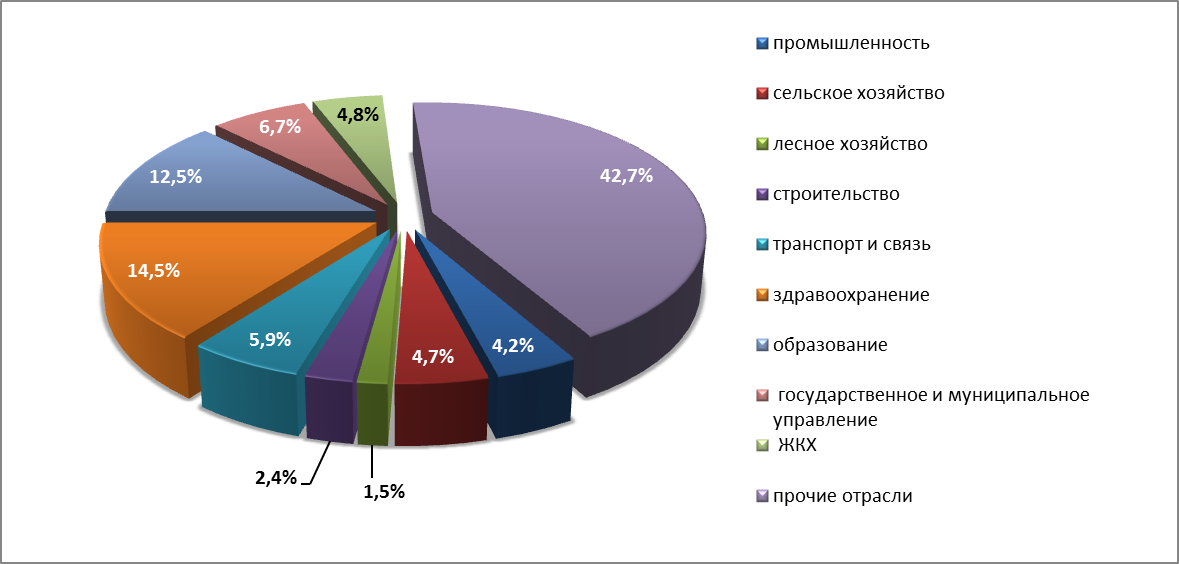 4,8%
6,7%
42,7%
12,5%
14,5%
5,9%
4,7%
4,2%
2,4%
1,5%
промышленность
сельское хозяйство
лесное хозяйство
строительство
транспорт и связь
здравоохранение
образование
государственное и муниципальное
управление
ЖКХ
прочие отрасли